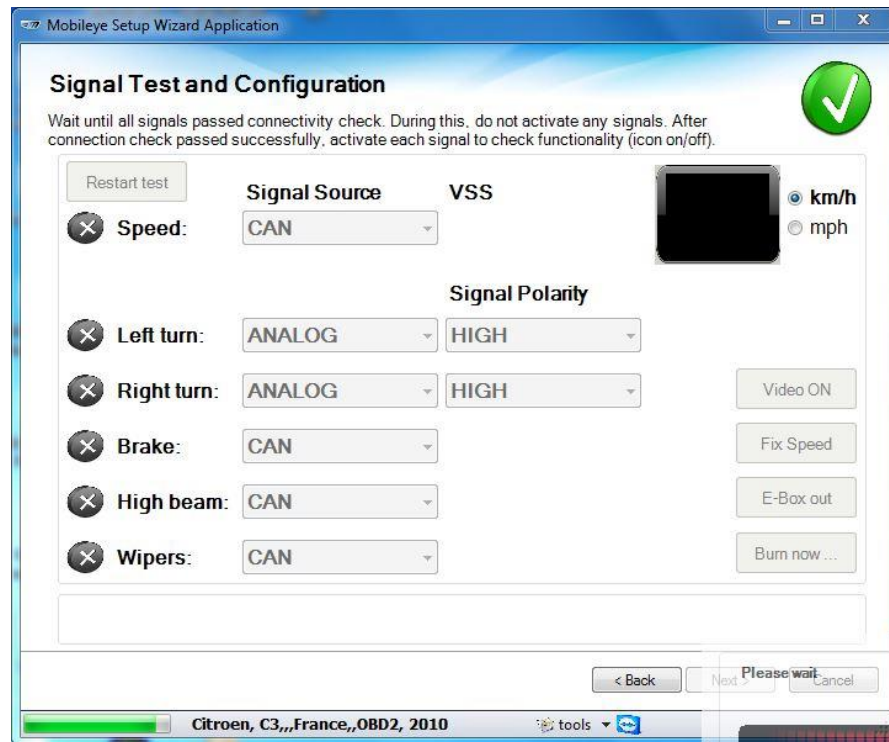 Mobileye Setup Wizard Application
Signal Test and Configuration
Wait until all signals passed connectivity check. During this, do not activate any signals. After
connection check passed successfully, activate each signal to check functionality (icon on/off).
Restart test
Signal Source VSS
km/h
Speed: CAN
mph
Signal Polarity
Left turn: ANALOG HIGH
Right turn: ANALOG HIGH Video ON
Brake: CAN Fix Speed
High beam: CAN E-Box out
Wipers: CAN Burn now ...
< Back Next > Please wait Cancel
Citroen, C3,,,France,,OBD2, 2010 tools